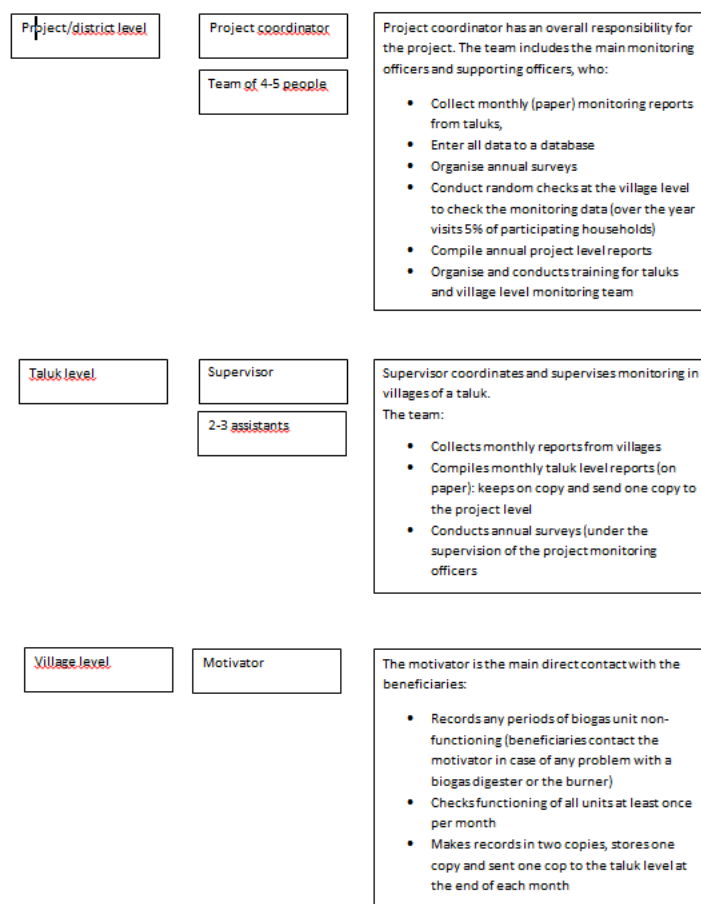 Project/district level
Project coordinator
Team of 4-5 people
Project coordinator has an overall responsibility for
the project. The team includes the main monitoring
officers and supporting officers, who:
• Collect monthly (paper) monitoring reports
from taluks,
• Enter all data to a database
• Organise annual surveys
• Conduct random checks at the village level
to check the monitoring data (over the year
visits 5% of participating households)
• Compile annual project level reports
• Organise and conducts training for taluks
and village level monitoring team
Taluk level
Supervisor
2-3 assistants
Supervisor coordinates and supervises monitoring in
villages of a taluk.
The team:
• Collects monthly reports from villages
• Compiles monthly taluk level reports (on
paper): keeps on copy and send one copy to
the project level
• Conducts annual surveys (under the
supervision of the project monitoring
officers
Village level
Motivator
The motivator is the main direct contact with the
beneficiaries:
• Records any periods of biogas unit non-
functioning (beneficiaries contact the
motivator in case of any problem with a
biogas digester or the burner)
• Checks functioning of all units at least once
per month
• Makes records in two copies, stores one
copy and sent one cop to the taluk level at
the end of each month